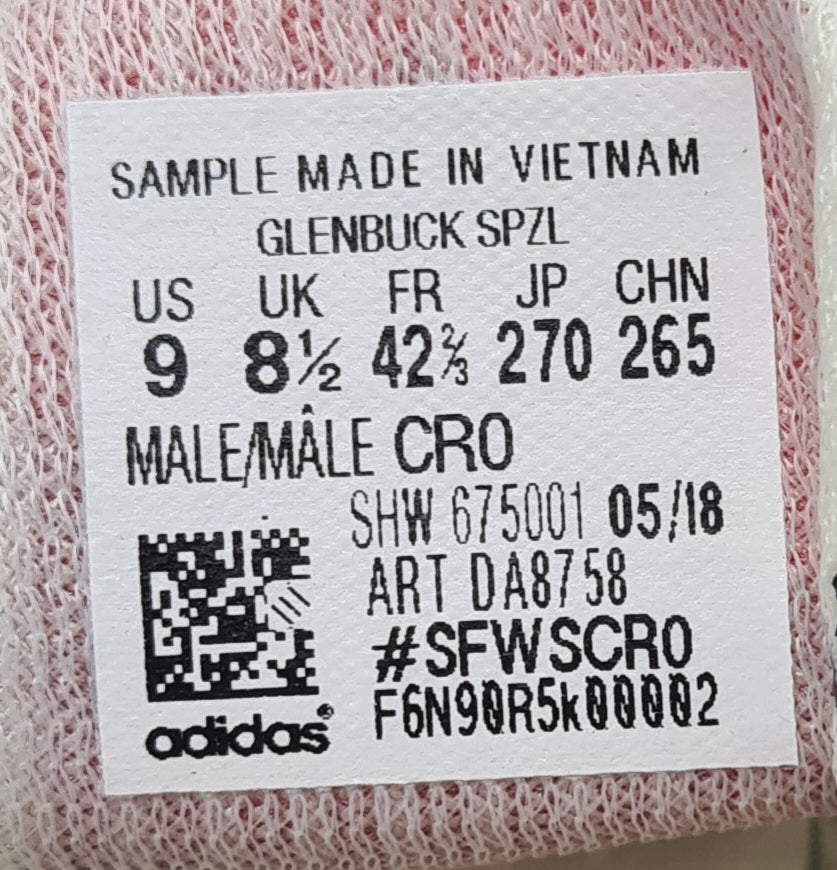 SAMPLE MADE IN VIETNAM
GLENBUCK SPZL
US UK FR JP CHN
9 8½ 42⅔ 270 265
MALE/MÂLE CRO
SHW 675001 05/18
ART DA8758
#SFWSCRO
F6N90R5k00002
adidas®